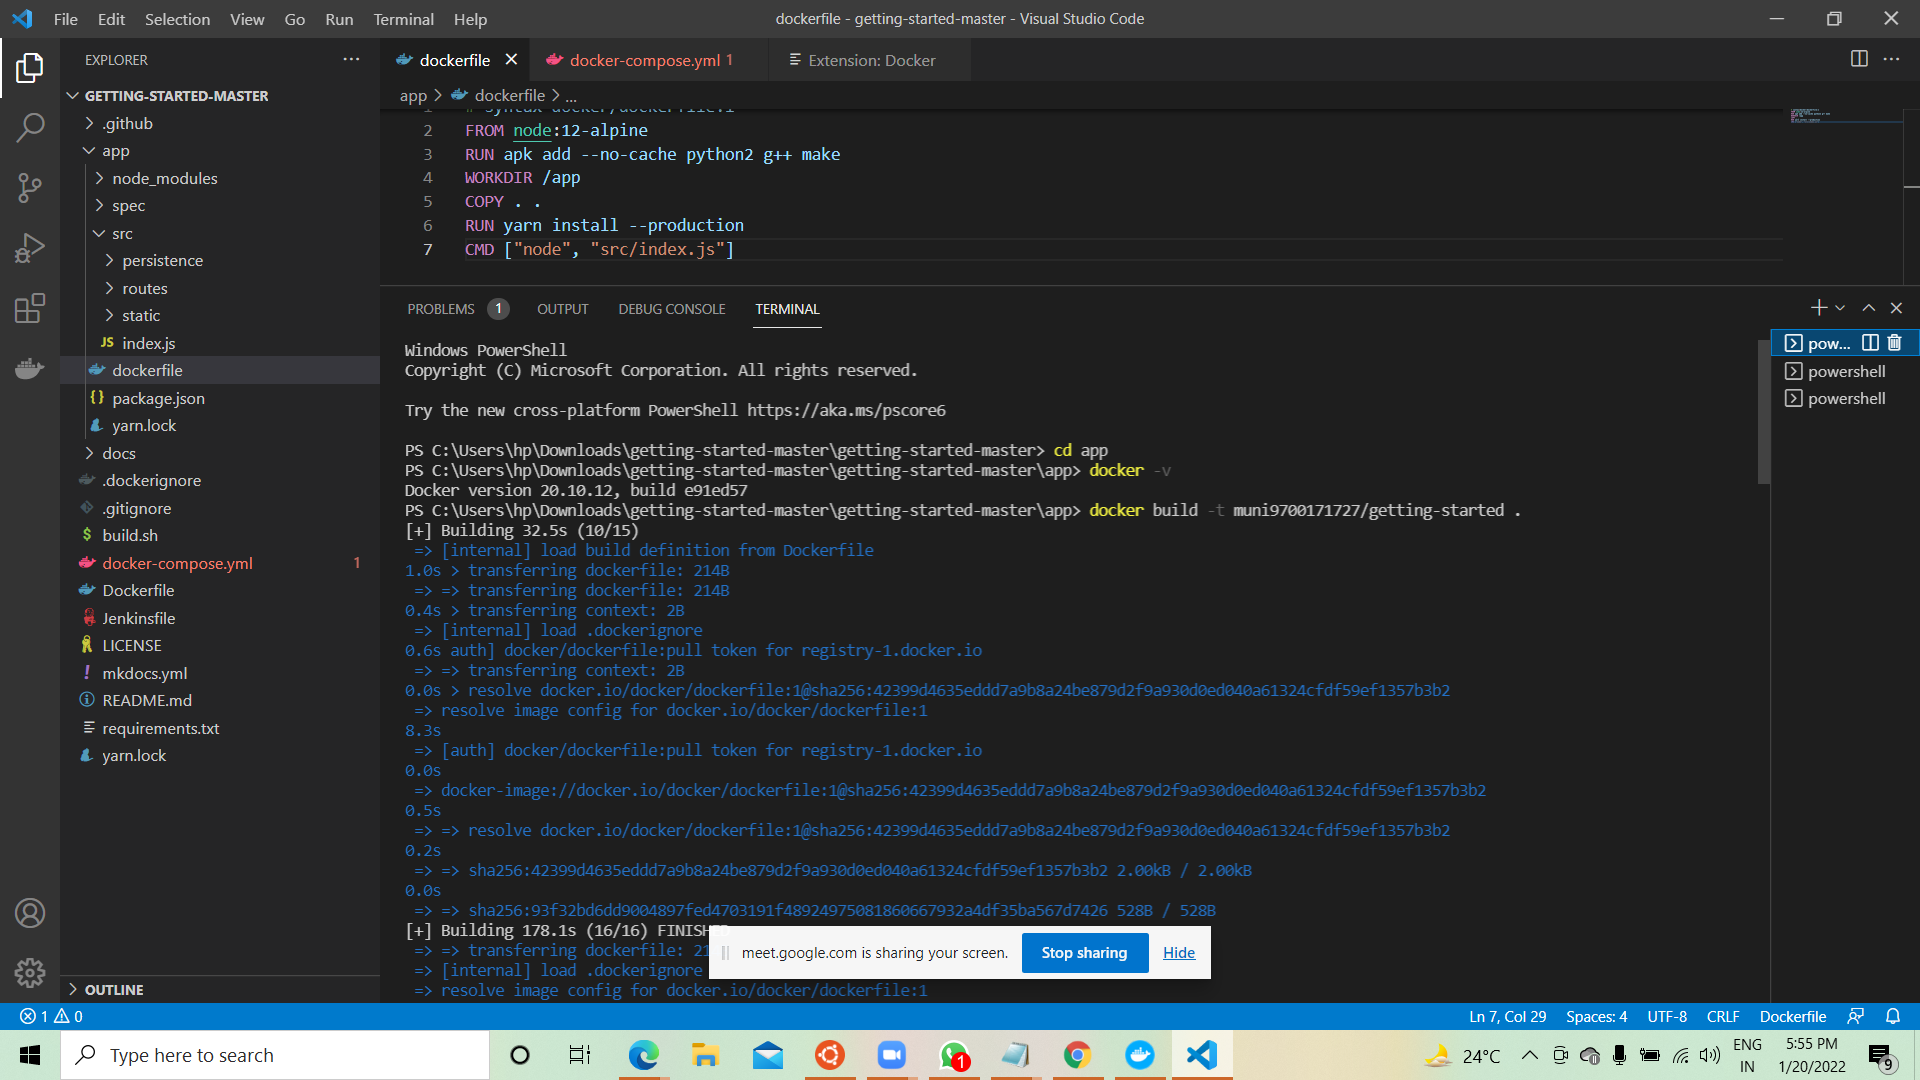 File Edit Selection View Go Run Terminal Help
dockerfile - getting-started-master - Visual Studio Code
EXPLORER
GETTING-STARTED-MASTER
.github
app
node_modules
spec
src
persistence
routes
static
JS index.js
dockerfile
{} package.json
yarn.lock
docs
.dockerignore
.gitignore
$ build.sh
docker-compose.yml 1
Dockerfile
Jenkinsfile
LICENSE
! mkdocs.yml
README.md
requirements.txt
yarn.lock
OUTLINE
dockerfile
docker-compose.yml 1
Extension: Docker
app > dockerfile > ...
2 FROM node:12-alpine
3 RUN apk add --no-cache python2 g++ make
4 WORKDIR /app
5 COPY . .
6 RUN yarn install --production
7 CMD ["node", "src/index.js"]
PROBLEMS 1 OUTPUT DEBUG CONSOLE TERMINAL
Windows PowerShell
Copyright (C) Microsoft Corporation. All rights reserved.
Try the new cross-platform PowerShell https://aka.ms/pscore6
PS C:\Users\hp\Downloads\getting-started-master\getting-started-master> cd app
PS C:\Users\hp\Downloads\getting-started-master\getting-started-master\app> docker -v
Docker version 20.10.12, build e91ed57
PS C:\Users\hp\Downloads\getting-started-master\getting-started-master\app> docker build -t muni9700171727/getting-started .
[+] Building 32.5s (10/15)
=> [internal] load build definition from Dockerfile
1.0s > transferring dockerfile: 214B
=> => transferring dockerfile: 214B
0.4s > transferring context: 2B
=> [internal] load .dockerignore
0.6s auth] docker/dockerfile:pull token for registry-1.docker.io
=> => transferring context: 2B
0.0s > resolve docker.io/docker/dockerfile:1@sha256:42399d4635eddd7a9b8a24be879d2f9a930d0ed040a61324cfdf59ef1357b3b2
=> resolve image config for docker.io/docker/dockerfile:1
8.3s
=> [auth] docker/dockerfile:pull token for registry-1.docker.io
0.0s
=> docker-image://docker.io/docker/dockerfile:1@sha256:42399d4635eddd7a9b8a24be879d2f9a930d0ed040a61324cfdf59ef1357b3b2
0.5s
=> => resolve docker.io/docker/dockerfile:1@sha256:42399d4635eddd7a9b8a24be879d2f9a930d0ed040a61324cfdf59ef1357b3b2
0.2s
=> => sha256:42399d4635eddd7a9b8a24be879d2f9a930d0ed040a61324cfdf59ef1357b3b2 2.00kB / 2.00kB
0.0s
=> => sha256:93f32bd6dd9004897fed4703191f48924975081860667932a4df35ba567d7426 528B / 528B
[+] Building 178.1s (16/16) FINISHED
=> => transferring dockerfile: 21
=> [internal] load .dockerignore
=> resolve image config for docker.io/docker/dockerfile:1
pow...
powershell
powershell
meet.google.com is sharing your screen. Stop sharing Hide
1 0
Ln 7, Col 29 Spaces: 4 UTF-8 CRLF Dockerfile
Type here to search
1
24°C
ENG
IN
5:55 PM
1/20/2022
9